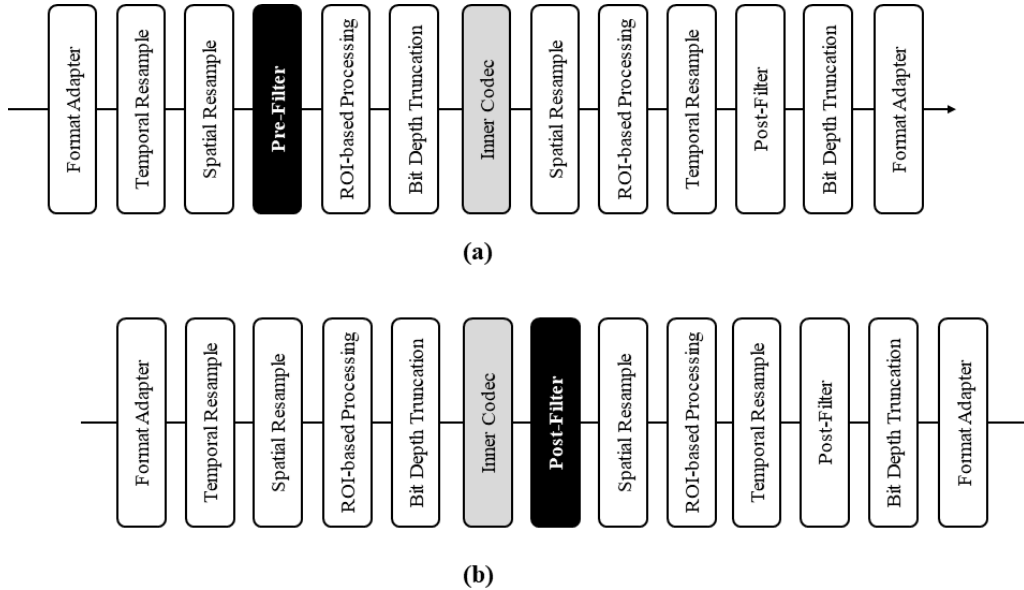 Format Adapter
Temporal Resample
Spatial Resample
Pre-Filter
ROI-based Processing
Bit Depth Truncation
Inner Codec
Spatial Resample
ROI-based Processing
Temporal Resample
Post-Filter
Bit Depth Truncation
Format Adapter
(a)
Format Adapter
Temporal Resample
Spatial Resample
ROI-based Processing
Bit Depth Truncation
Inner Codec
Post-Filter
Spatial Resample
ROI-based Processing
Temporal Resample
Post-Filter
Bit Depth Truncation
Format Adapter
(b)